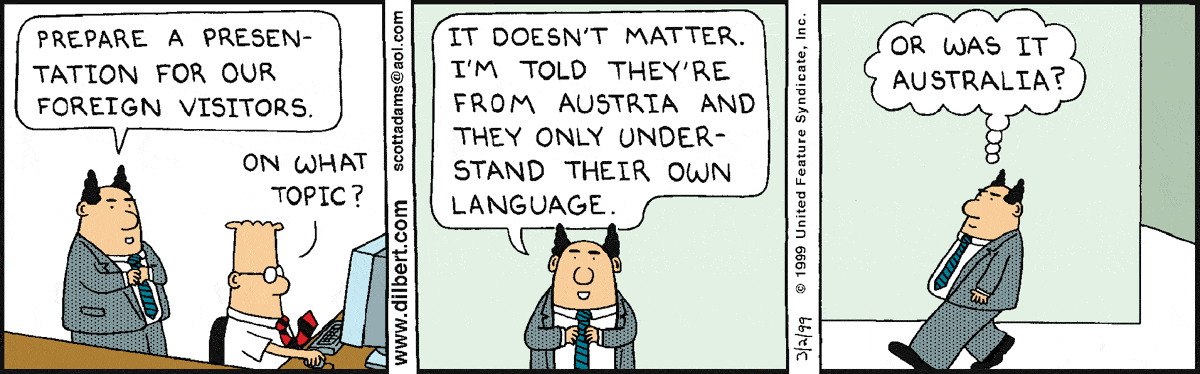 PREPARE A PRESEN-
TATION FOR OUR
FOREIGN VISITORS.
ON WHAT
TOPIC?
www.dilbert.com scottadams@aol.com
IT DOESN'T MATTER.
I'M TOLD THEY'RE
FROM AUSTRIA AND
THEY ONLY UNDER-
STAND THEIR OWN
LANGUAGE.
3/2/99 © 1999 United Feature Syndicate, Inc.
OR WAS IT
AUSTRALIA?